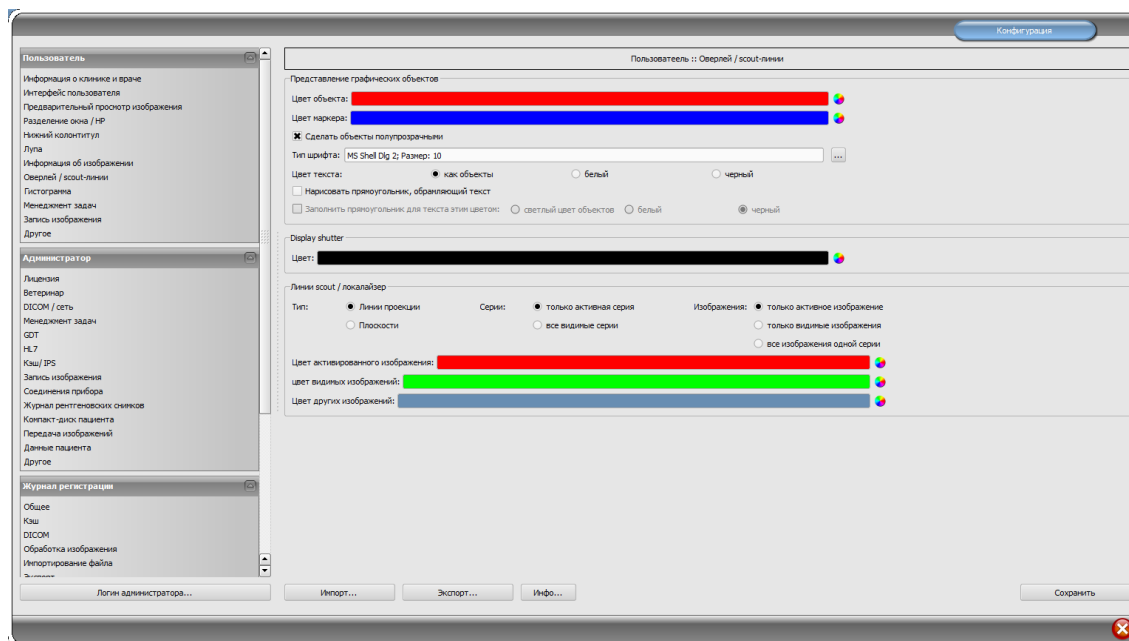 Конфигурация
Пользователь
Информация о клинике и враче
Интерфейс пользователя
Предварительный просмотр изображения
Разделение окна / HP
Нижний колонтитул
Лупа
Информация об изображении
Оверлей / scout-линии
Гистограмма
Менеджмент задач
Запись изображения
Другое
Администратор
Лицензия
Ветеринар
DICOM / сеть
Менеджмент задач
GDT
HL7
Кэш/ IPS
Запись изображения
Соединения прибора
Журнал рентгеновских снимков
Компакт-диск пациента
Передача изображений
Данные пациента
Другое
Журнал регистрации
Общее
Кэш
DICOM
Обработка изображения
Импортирование файла
Экспорт
Логин администратора...
Пользоватеель :: Оверлей / scout-линии
Представление графических объектов
Цвет объекта:
Цвет маркера:
Сделать объекты полупрозрачными
Тип шрифта: MS Shell Dlg 2; Размер: 10 ...
Цвет текста: как объекты белый черный
Нарисовать прямоугольник, обрамляющий текст
Заполнить прямоугольник для текста этим цветом: светлый цвет объектов белый черный
Display shutter
Цвет:
Линии scout / локалайзер
Тип: Линии проекции Серии: только активная серия Изображения: только активное изображение
Плоскости все видимые серии только видимые изображения
все изображения одной серии
Цвет активированного изображения:
цвет видимых изображений:
Цвет других изображений:
Импорт... Экспорт... Инфо... Сохранить